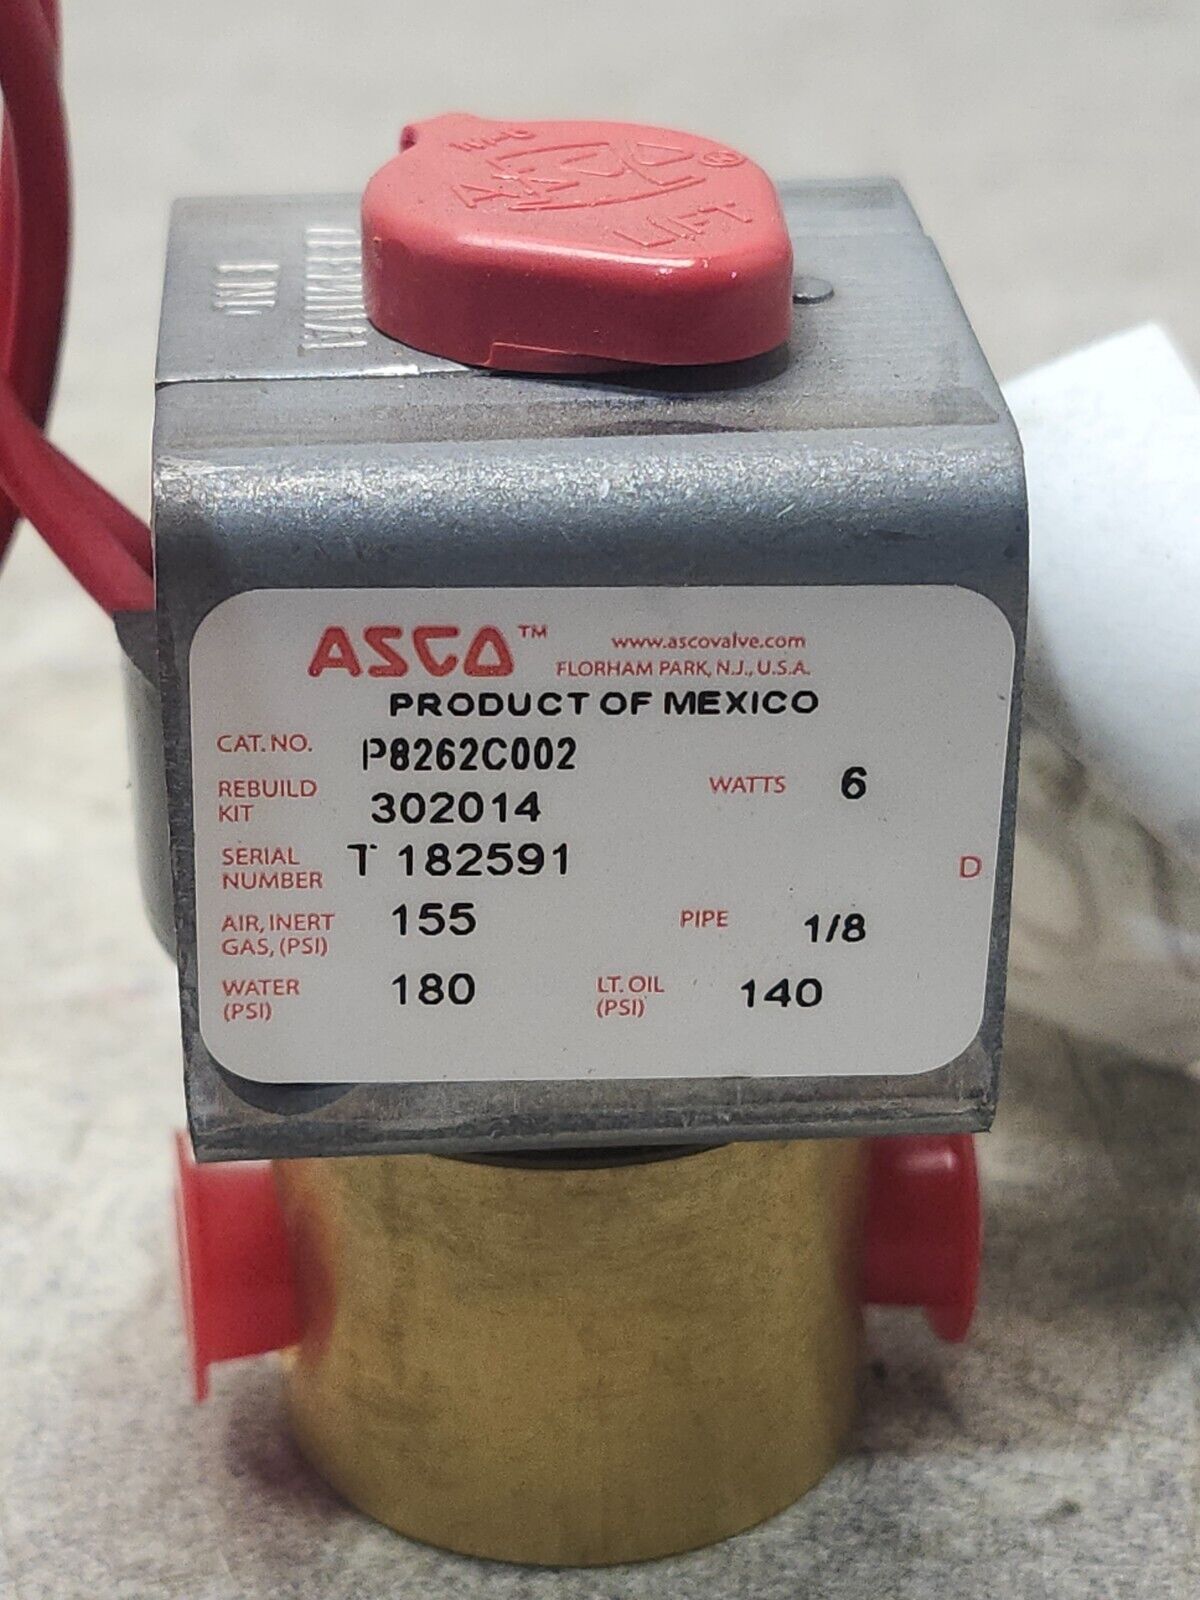 ASCO®
LIFT
ASCO™ www.ascovalve.com
FLORHAM PARK, N.J., U.S.A.
PRODUCT OF MEXICO
CAT. NO. P8262C002
REBUILD KIT 302014 WATTS 6
SERIAL NUMBER T 182591 D
AIR, INERT GAS, (PSI) 155 PIPE 1/8
WATER (PSI) 180 LT. OIL (PSI) 140